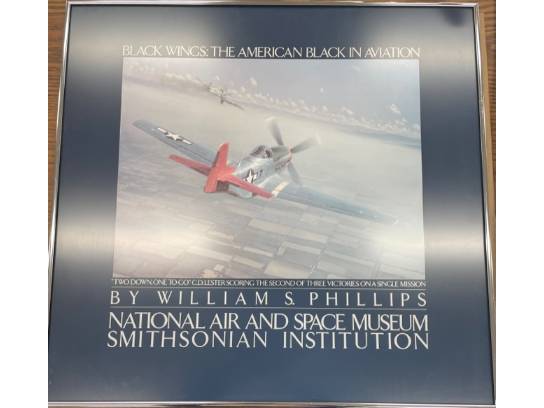 BLACK WINGS: THE AMERICAN BLACK IN AVIATION
"TWO DOWN, ONE TO GO" C.D. LESTER SCORING THE SECOND OF THREE VICTORIES ON A SINGLE MISSION
BY WILLIAM S. PHILLIPS
NATIONAL AIR AND SPACE MUSEUM
SMITHSONIAN INSTITUTION